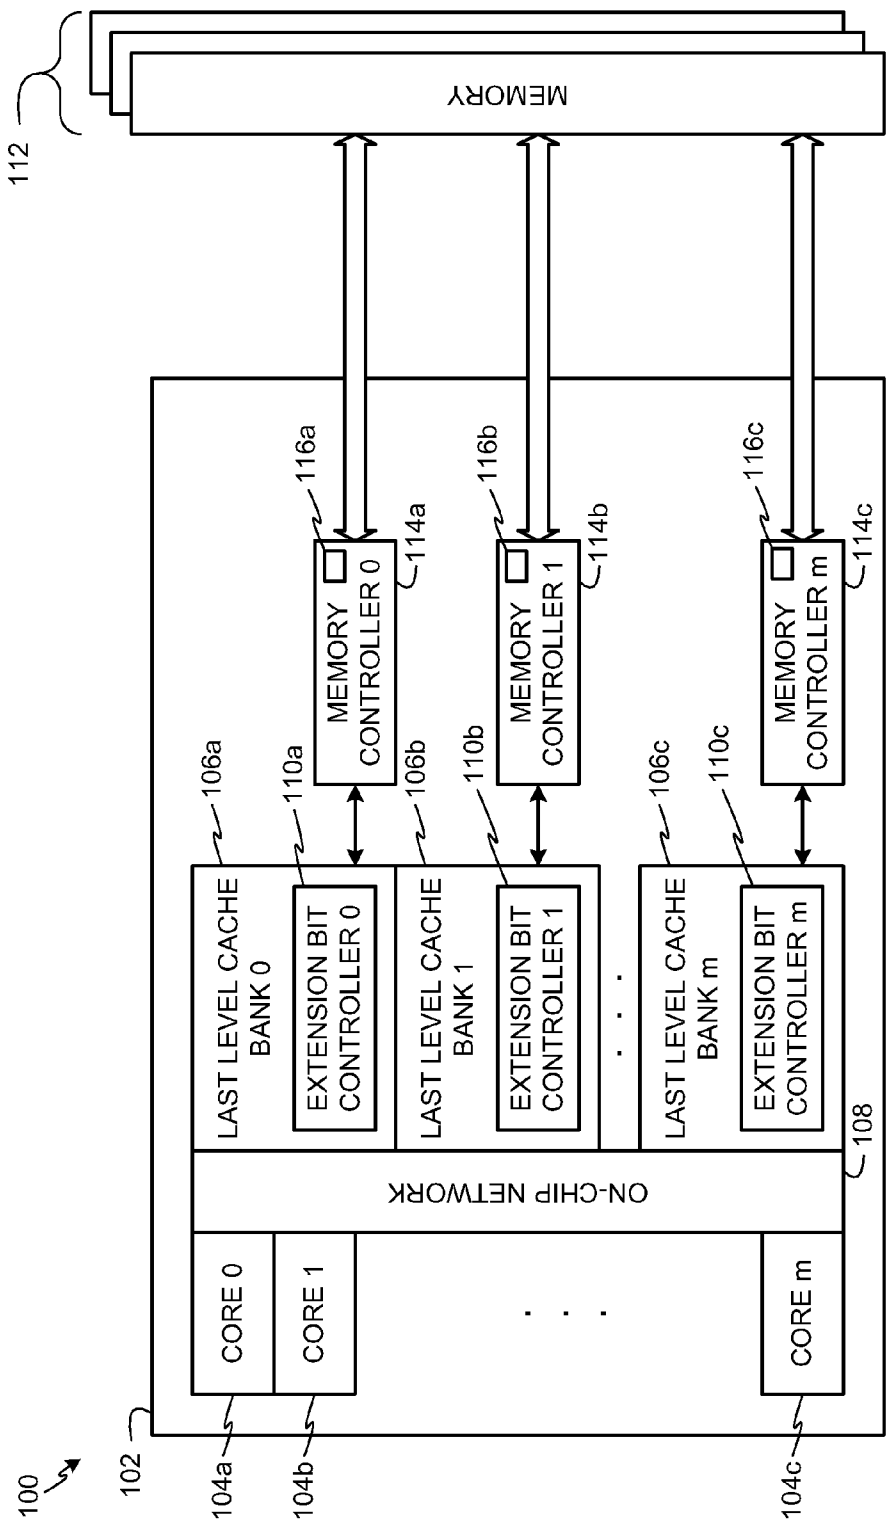 100
102
104a
CORE 0
104b
CORE 1
. . .
104c
CORE m
ON-CHIP NETWORK
108
106a
LAST LEVEL CACHE
BANK 0
110a
EXTENSION BIT
CONTROLLER 0
106b
LAST LEVEL CACHE
BANK 1
110b
EXTENSION BIT
CONTROLLER 1
. . .
106c
LAST LEVEL CACHE
BANK m
110c
EXTENSION BIT
CONTROLLER m
116a
MEMORY
CONTROLLER 0
114a
116b
MEMORY
CONTROLLER 1
114b
116c
MEMORY
CONTROLLER m
114c
112
MEMORY